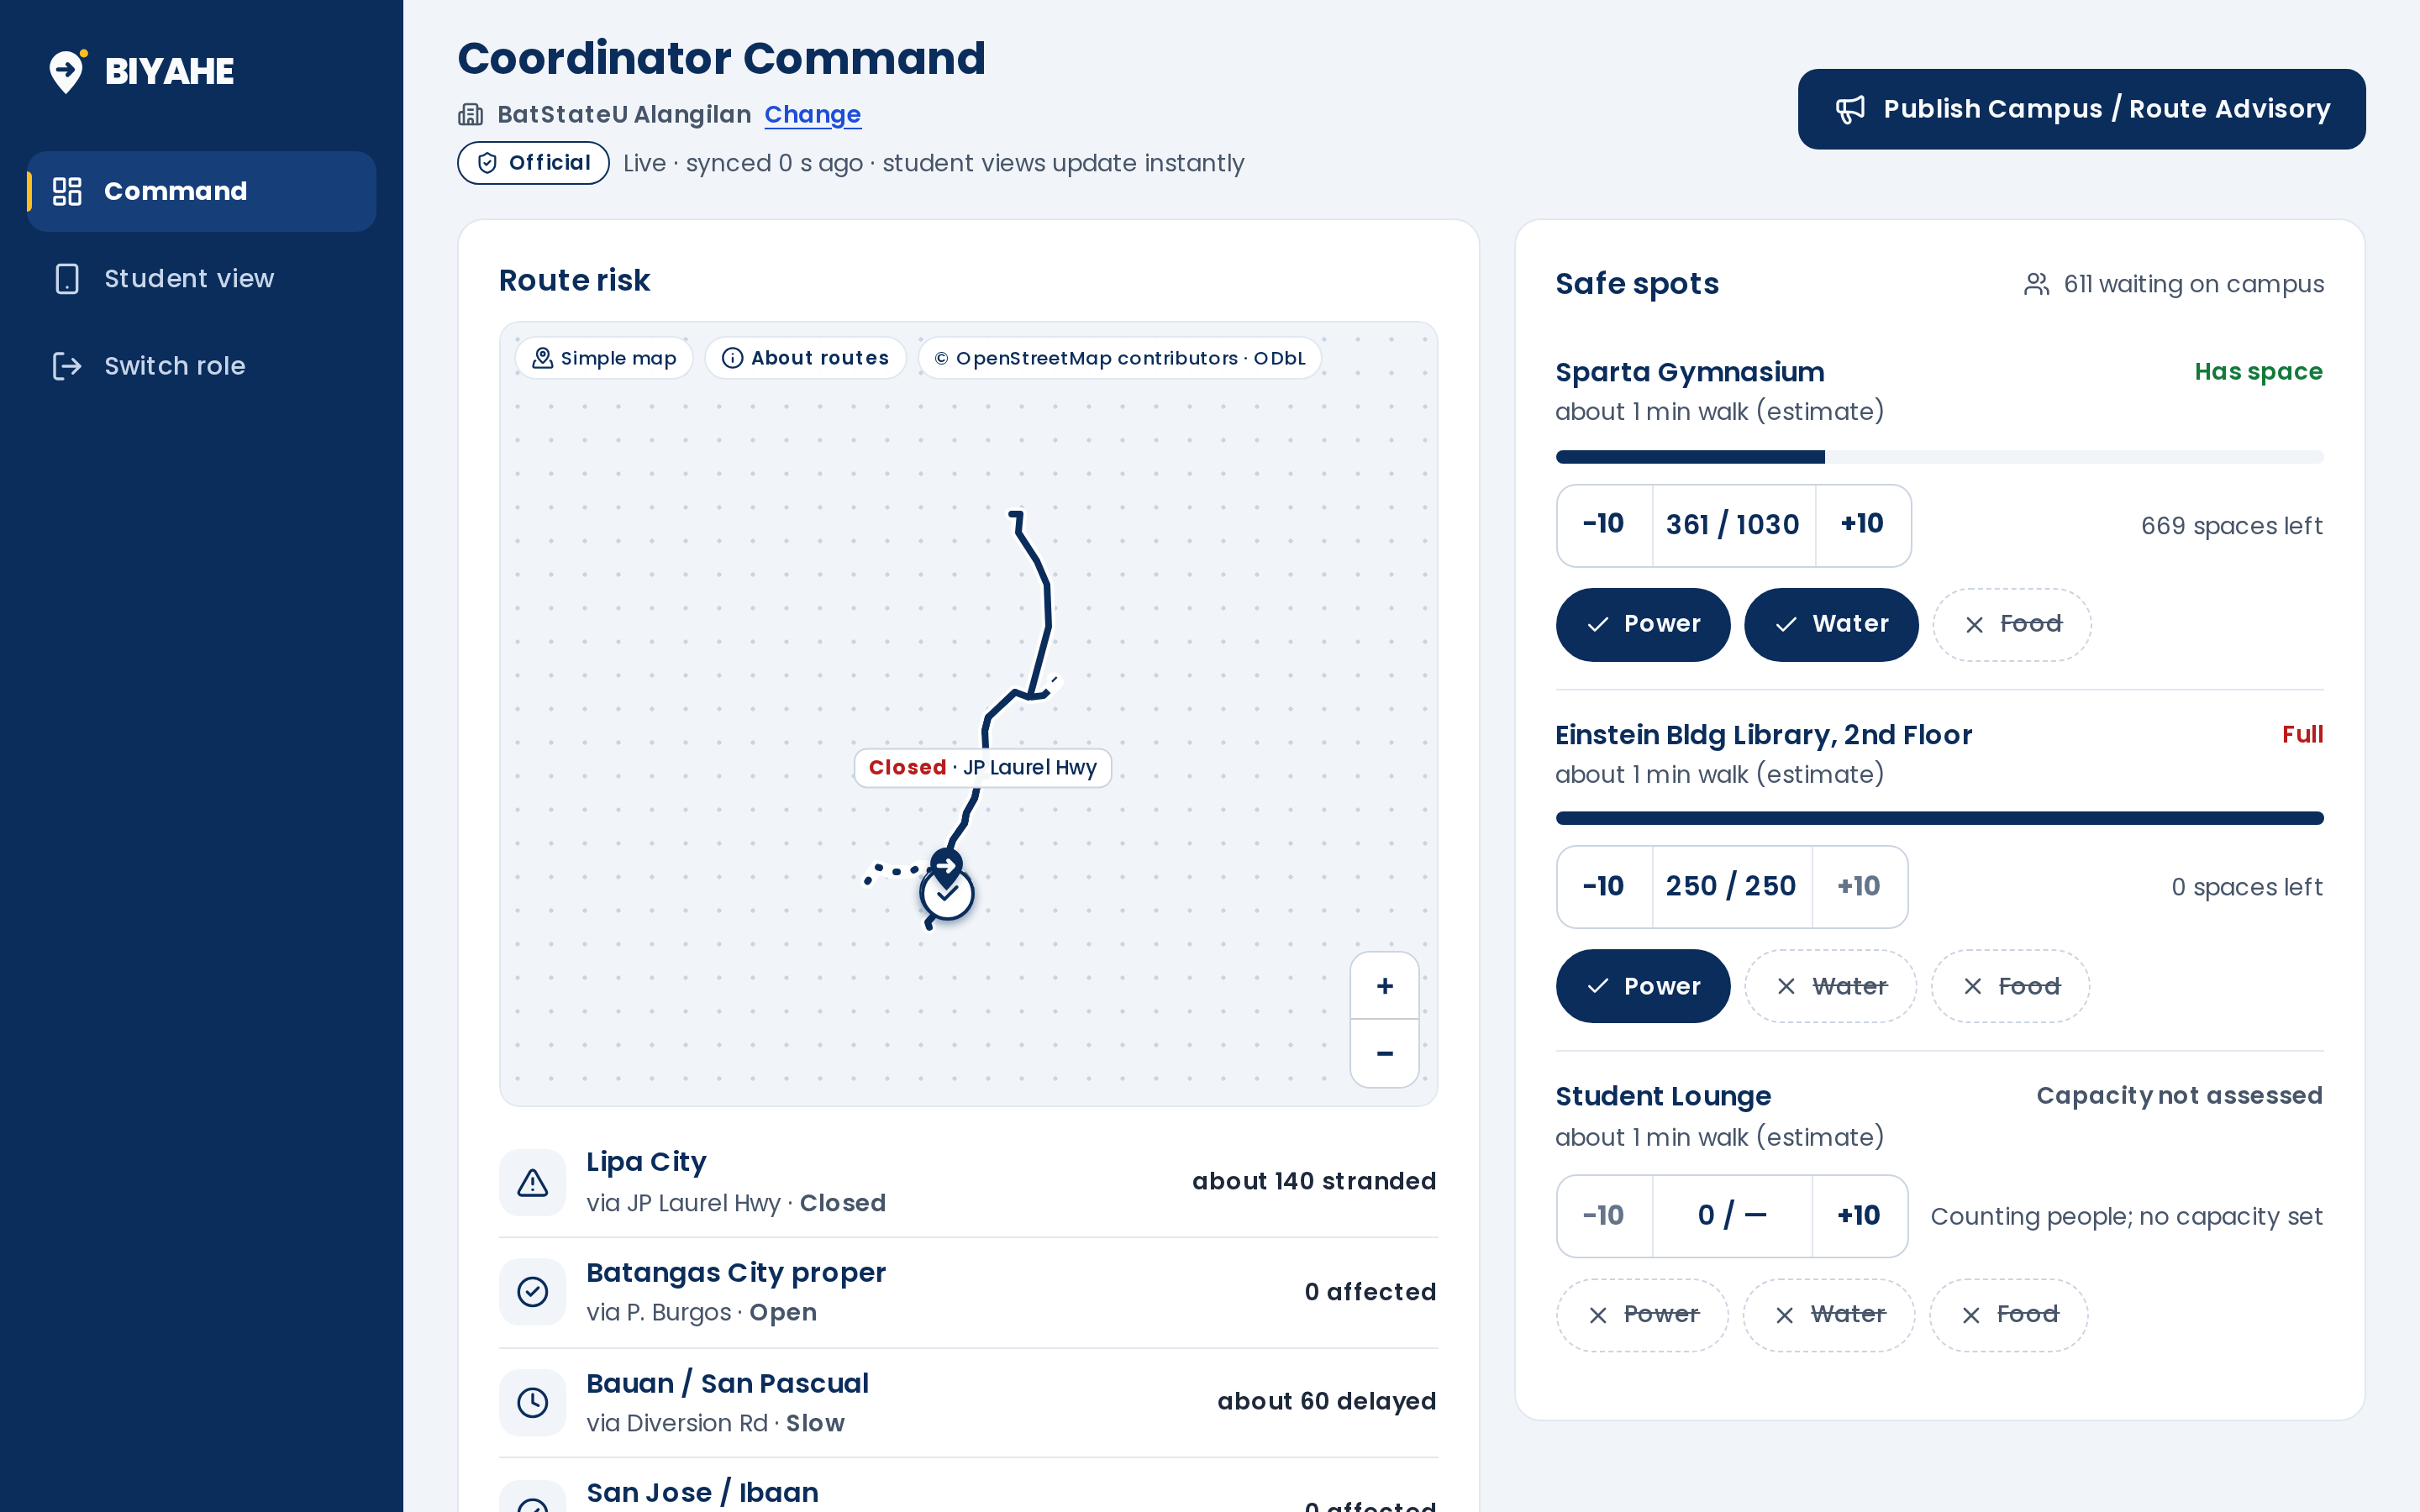 BIYAHE
Command
Student view
Switch role
Coordinator Command
BatStateU Alangilan Change
Official Live · synced 0 s ago · student views update instantly
Publish Campus / Route Advisory
Route risk
Simple map
About routes
© OpenStreetMap contributors · ODbL
Closed · JP Laurel Hwy
+
−
Lipa City
via JP Laurel Hwy · Closed
about 140 stranded
Batangas City proper
via P. Burgos · Open
0 affected
Bauan / San Pascual
via Diversion Rd · Slow
about 60 delayed
San Jose / Ibaan
0 affected
Safe spots
611 waiting on campus
Sparta Gymnasium
Has space
about 1 min walk (estimate)
-10 361 / 1030 +10
669 spaces left
Power Water Food
Einstein Bldg Library, 2nd Floor
Full
about 1 min walk (estimate)
-10 250 / 250 +10
0 spaces left
Power Water Food
Student Lounge
Capacity not assessed
about 1 min walk (estimate)
-10 0 / — +10
Counting people; no capacity set
Power Water Food